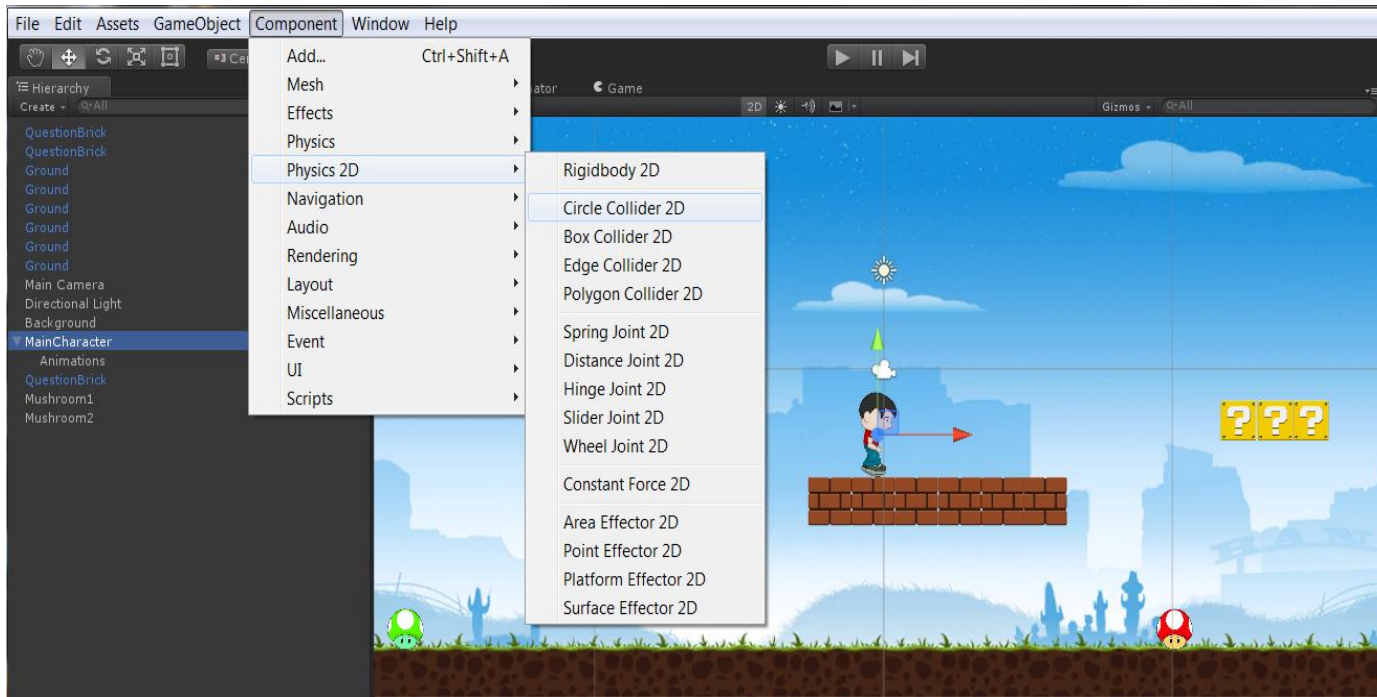 File Edit Assets GameObject Component Window Help
Add... Ctrl+Shift+A
Mesh
Effects
Physics
Physics 2D
Navigation
Audio
Rendering
Layout
Miscellaneous
Event
UI
Scripts
Rigidbody 2D
Circle Collider 2D
Box Collider 2D
Edge Collider 2D
Polygon Collider 2D
Spring Joint 2D
Distance Joint 2D
Hinge Joint 2D
Slider Joint 2D
Wheel Joint 2D
Constant Force 2D
Area Effector 2D
Point Effector 2D
Platform Effector 2D
Surface Effector 2D
Hierarchy
Create All
QuestionBrick
QuestionBrick
Ground
Ground
Ground
Ground
Ground
Ground
Main Camera
Directional Light
Background
MainCharacter
Animations
QuestionBrick
Mushroom1
Mushroom2
Game
2D
Gizmos All
? ? ?